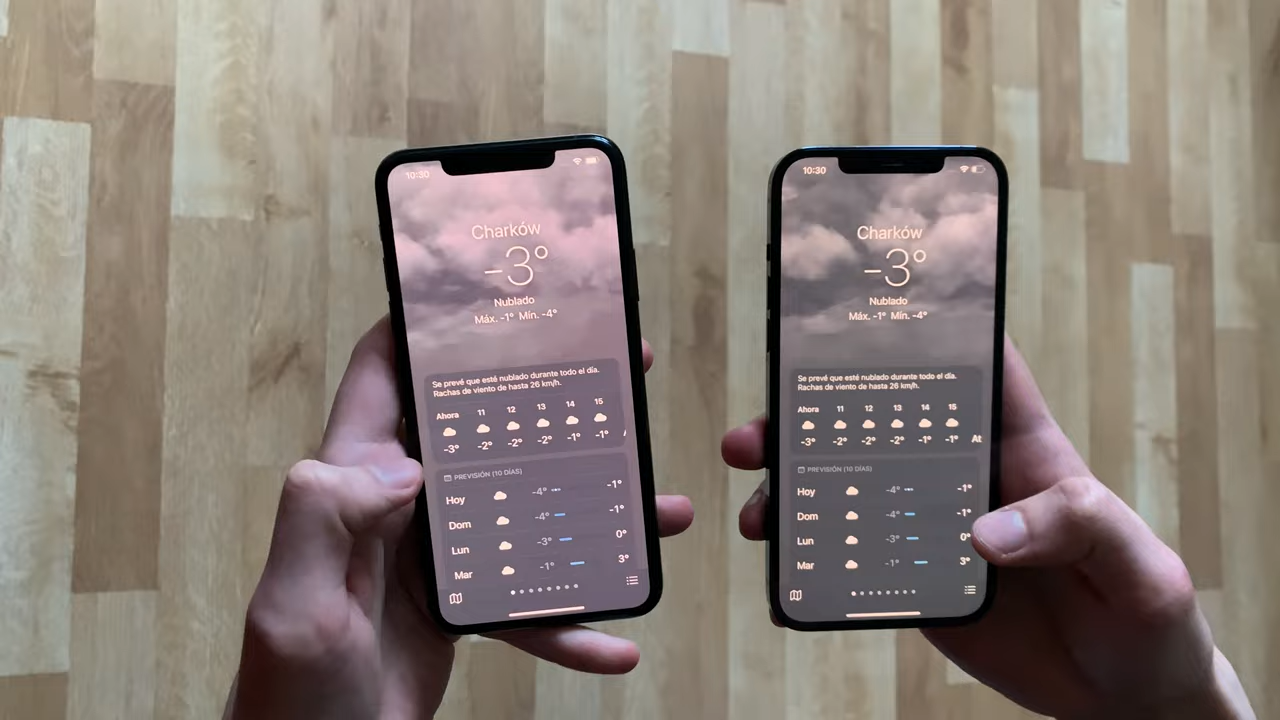 10:30
Charków
-3°
Nublado
Máx. -1° Mín. -4°
Se prevé que esté nublado durante todo el día.
Rachas de viento de hasta 26 km/h.
Ahora 11 12 13 14 15
-3° -2° -2° -2° -1° -1°
PREVISIÓN (10 DÍAS)
Hoy -4° -1°
Dom -4° -1°
Lun -3° 0°
Mar -1° 3°
10:30
Charków
-3°
Nublado
Máx. -1° Mín. -4°
Se prevé que esté nublado durante todo el día.
Rachas de viento de hasta 26 km/h.
Ahora 11 12 13 14 15
-3° -2° -2° -2° -1° -1° At
PREVISIÓN (10 DÍAS)
Hoy -4° -1°
Dom -4° -1°
Lun -3° 0°
Mar -1° 3°